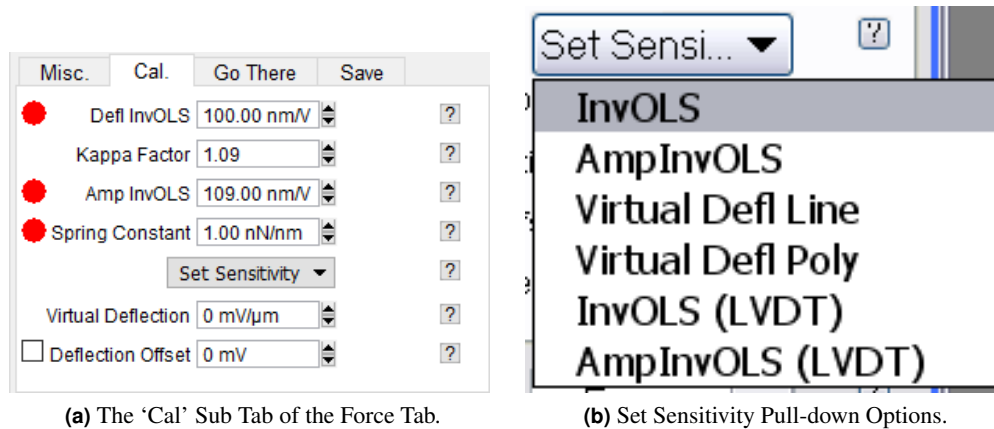 Misc. Cal. Go There Save
Defl InvOLS 100.00 nm/V ?
Kappa Factor 1.09 ?
Amp InvOLS 109.00 nm/V ?
Spring Constant 1.00 nN/nm ?
Set Sensitivity ?
Virtual Deflection 0 mV/µm ?
Deflection Offset 0 mV ?
(a) The ‘Cal’ Sub Tab of the Force Tab.
Set Sensi... ?
InvOLS
AmpInvOLS
Virtual Defl Line
Virtual Defl Poly
InvOLS (LVDT)
AmpInvOLS (LVDT)
(b) Set Sensitivity Pull-down Options.